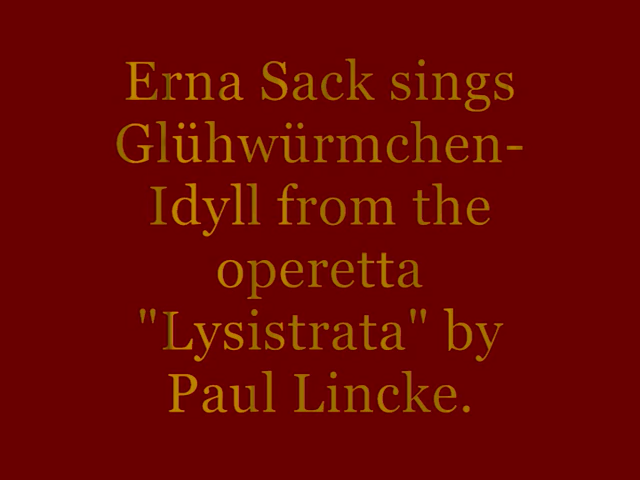 Erna Sack sings
Glühwürmchen-
Idyll from the
operetta
"Lysistrata" by
Paul Lincke.